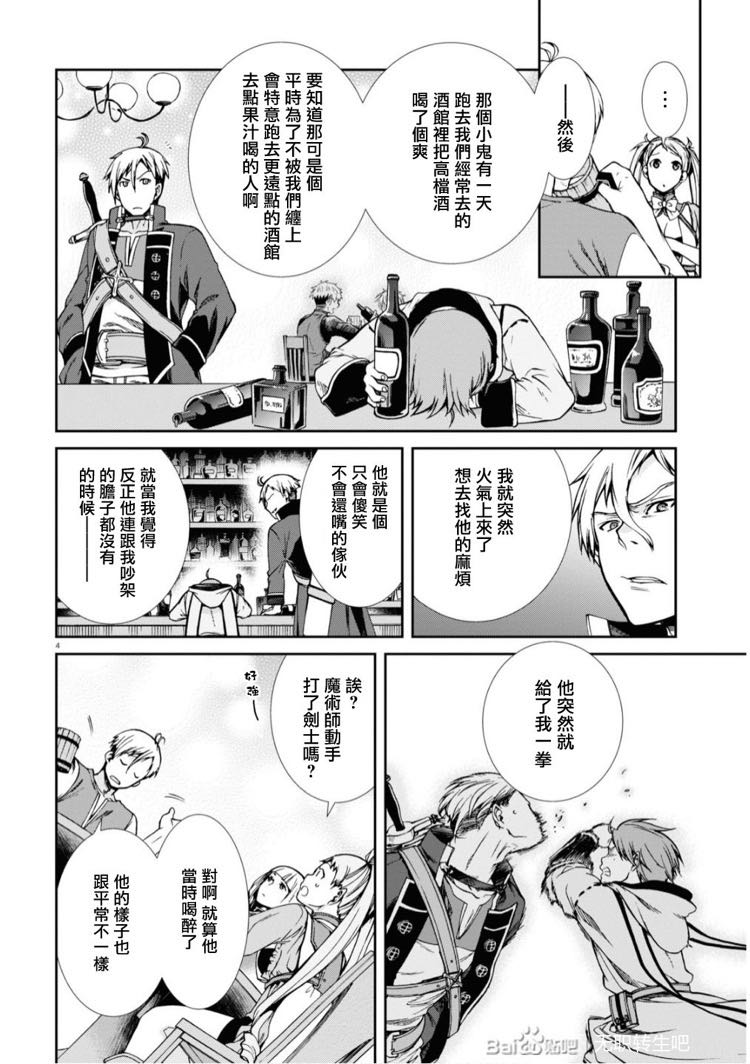 …
──然後
那個小鬼有一天
跑去我們經常去的
酒館裡把高檔酒
喝了個爽
要知道那可是個
平時為了不被我們纏上
會特意跑去更遠點的酒館
去點果汁喝的人啊
我就突然
火氣上來了
想去找他的麻煩
他就是個
只會傻笑
不會還嘴的傢伙
就當我覺得
反正他連跟我吵架
的膽子都沒有
的時候──
4
他突然就
給了我一拳
誒？
魔術師動手
打了劍士嗎？
好強─
對啊 就算他
當時喝醉了
他的樣子也
跟平常不一樣
Bai 贴吧
无职转生吧